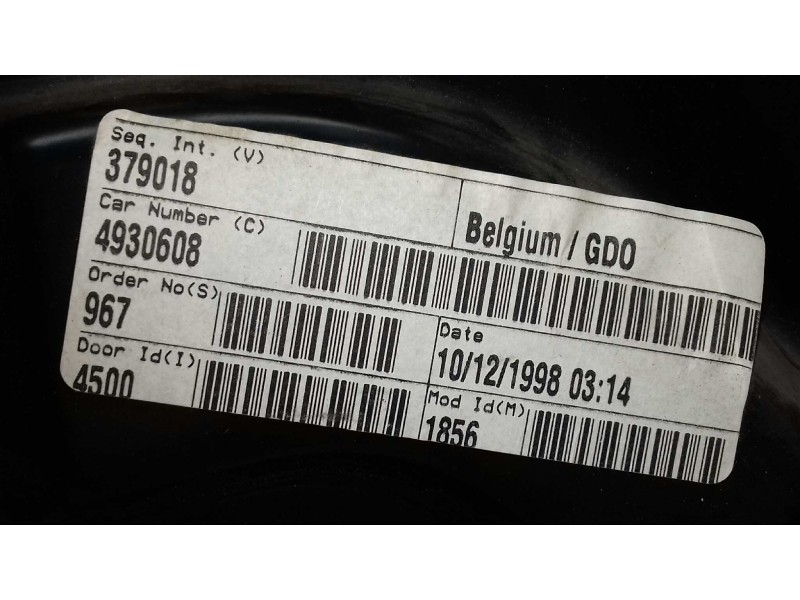 Seq. Int. (V)
379018
Belgium / GDO
Car Number (C)
4930608
Order No(S)
967
Date
10/12/1998 03:14
Door Id(I)
4500
Mod Id(M)
1856